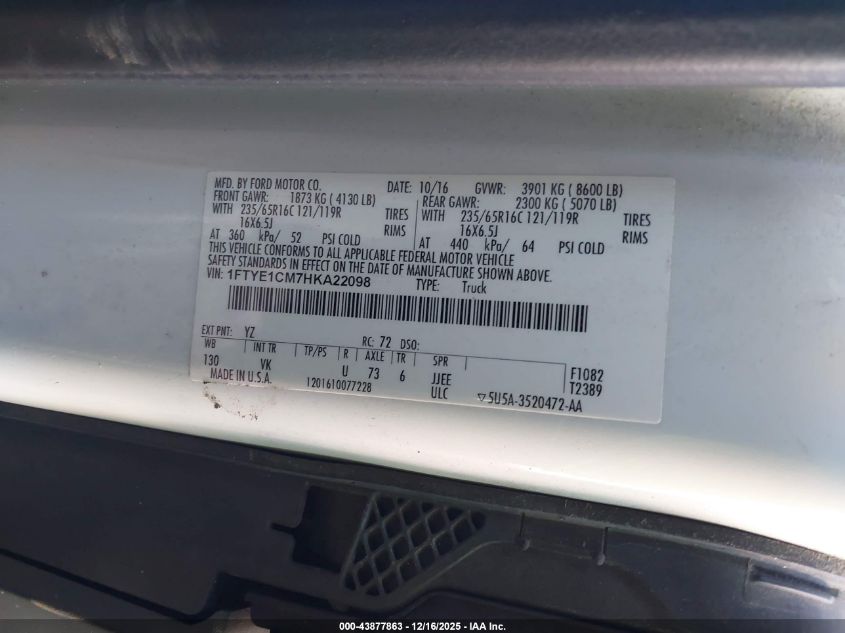 MFD. BY FORD MOTOR CO. DATE: 10/16 GVWR: 3901 KG ( 8600 LB)
FRONT GAWR: 1873 KG ( 4130 LB) REAR GAWR: 2300 KG ( 5070 LB)
WITH 235/65R16C 121/119R TIRES WITH 235/65R16C 121/119R TIRES
16X6.5J RIMS 16X6.5J RIMS
AT 360 kPa/ 52 PSI COLD AT 440 kPa/ 64 PSI COLD
THIS VEHICLE CONFORMS TO ALL APPLICABLE FEDERAL MOTOR VEHICLE
SAFETY STANDARDS IN EFFECT ON THE DATE OF MANUFACTURE SHOWN ABOVE.
VIN: 1FTYE1CM7HKA22098 TYPE: Truck
EXT PNT: YZ RC: 72 DSO:
WB INT TR TP/PS R AXLE TR SPR
130 VK U 73 6 JJEE F1082
MADE IN U.S.A. 1201610077228 ULC T2389
5U5A-3520472-AA
000-43877863 - 12/16/2025 - IAA Inc.